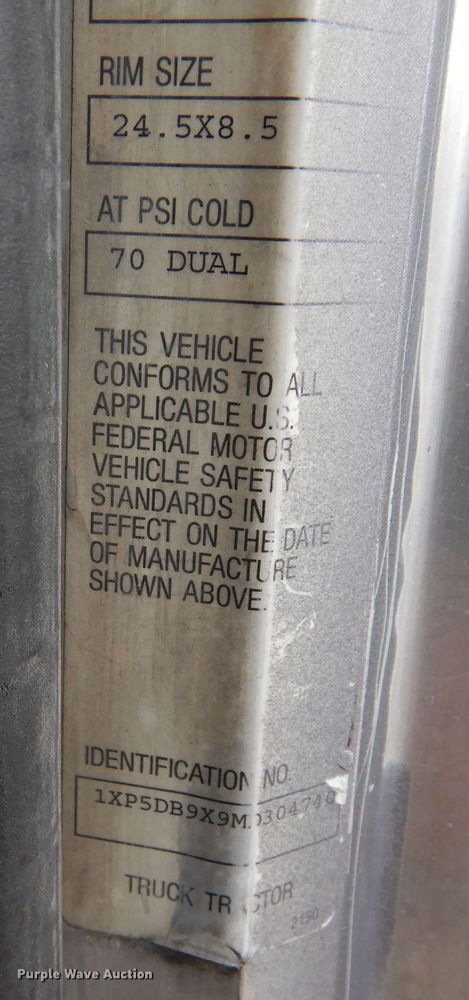 RIM SIZE
24.5X8.5
AT PSI COLD
70 DUAL
THIS VEHICLE
CONFORMS TO ALL
APPLICABLE U.S.
FEDERAL MOTOR
VEHICLE SAFETY
STANDARDS IN
EFFECT ON THE DATE
OF MANUFACTURE
SHOWN ABOVE.
IDENTIFICATION NO.
1XP5DB9X9MD304740
TRUCK TRACTOR
2150
Purple Wave Auction